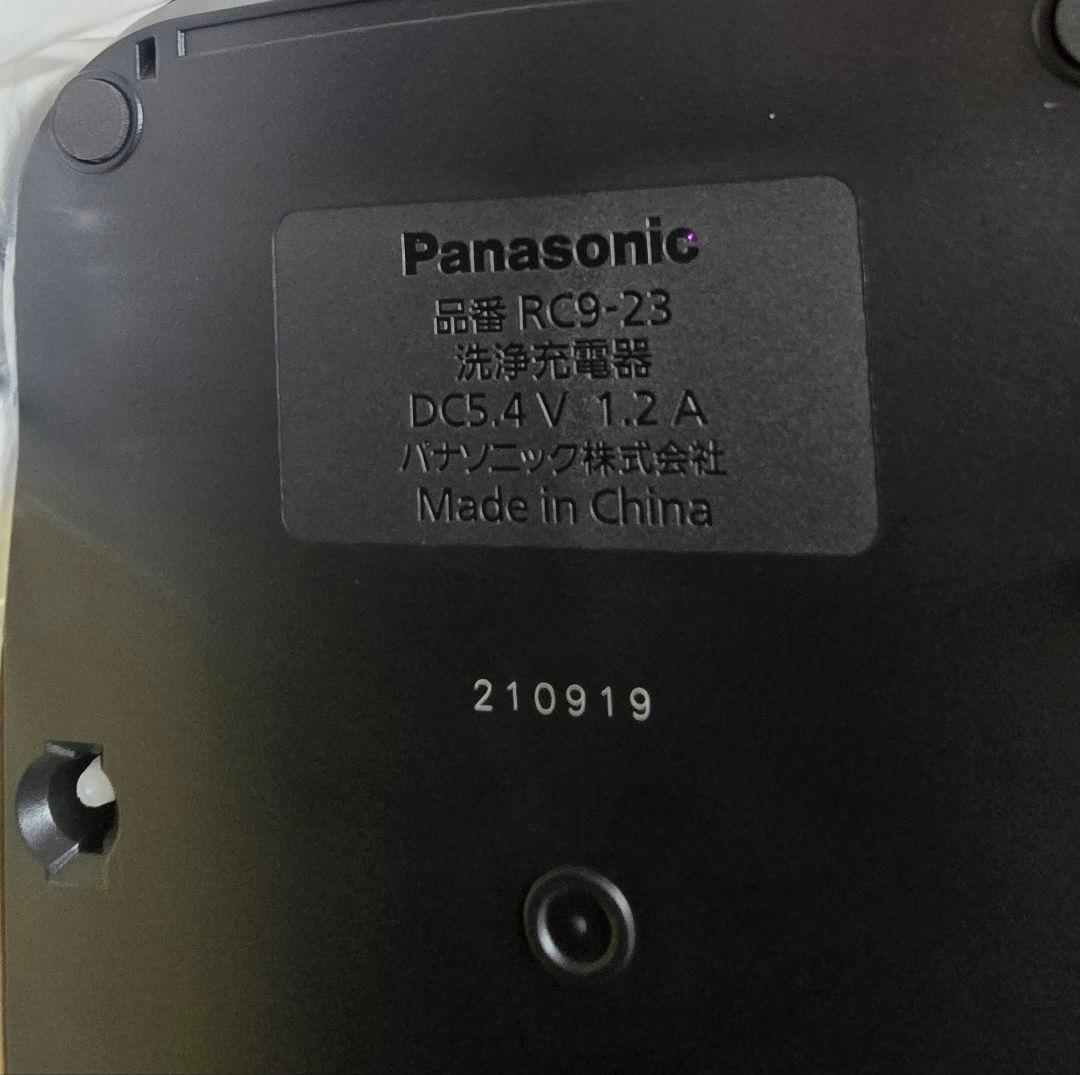 Panasonic
品番 RC9-23
洗浄充電器
DC5.4 V 1.2 A
パナソニック株式会社
Made in China
210919